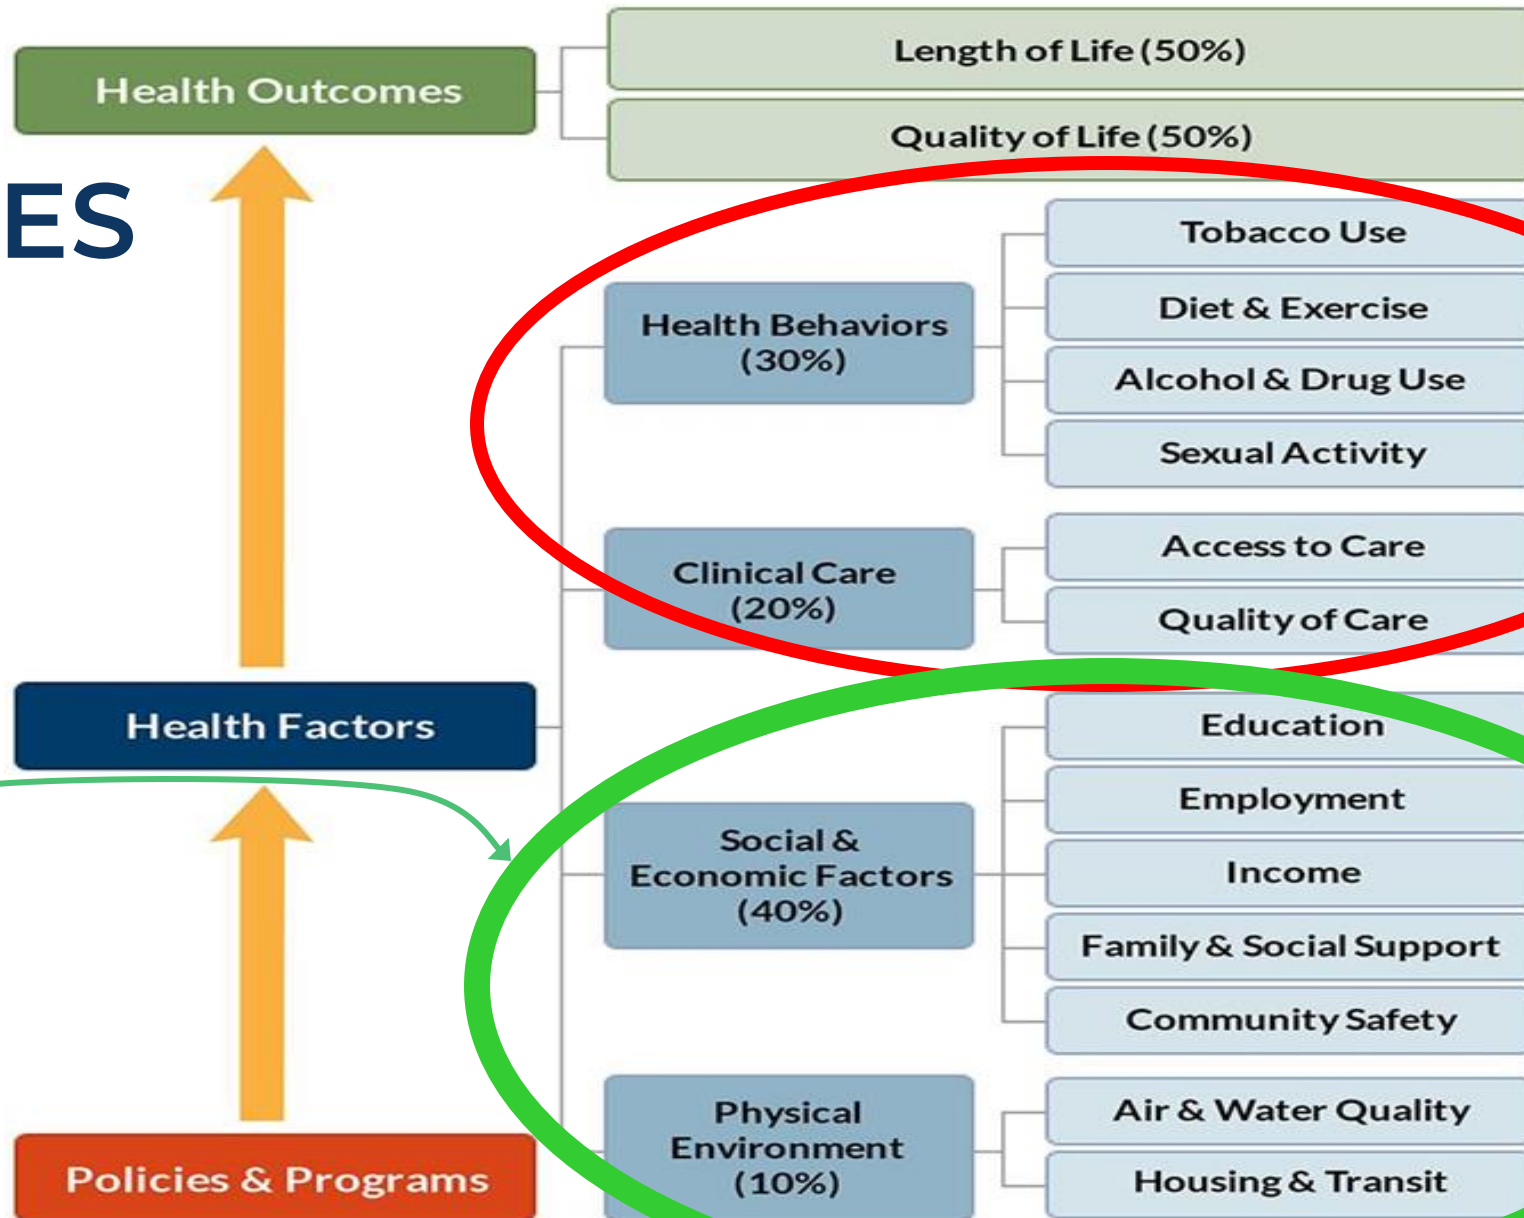 Health Outcomes
Length of Life (50%)
Quality of Life (50%)
ES
Health Behaviors
(30%)
Tobacco Use
Diet & Exercise
Alcohol & Drug Use
Sexual Activity
Clinical Care
(20%)
Access to Care
Quality of Care
Health Factors
Social &
Economic Factors
(40%)
Education
Employment
Income
Family & Social Support
Community Safety
Physical
Environment
(10%)
Air & Water Quality
Housing & Transit
Policies & Programs